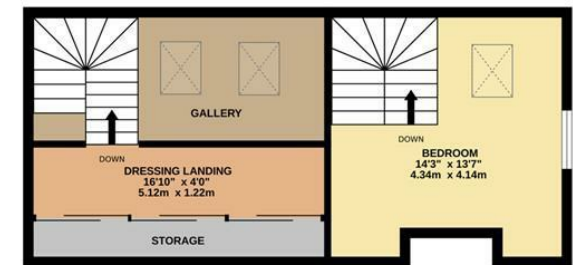 GALLERY
DOWN
DRESSING LANDING
16'10" x 4'0"
5.12m x 1.22m
STORAGE
DOWN
BEDROOM
14'3" x 13'7"
4.34m x 4.14m